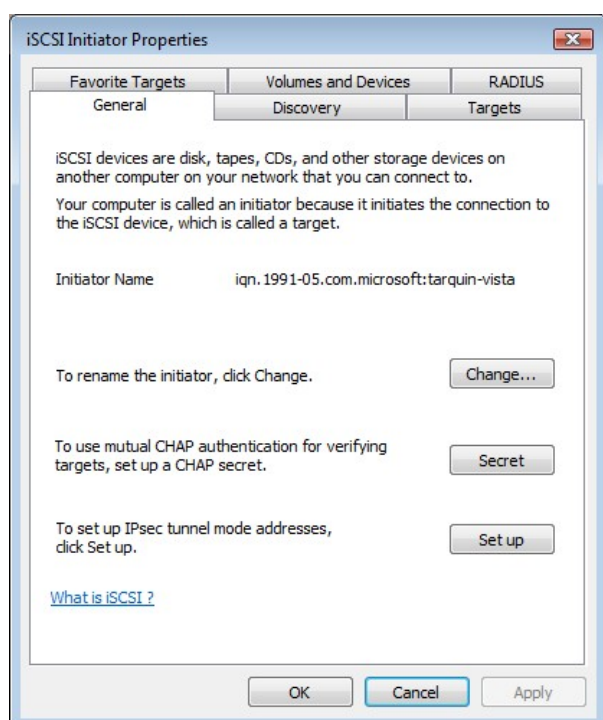 iSCSI Initiator Properties
Favorite Targets
Volumes and Devices
RADIUS
General
Discovery
Targets
iSCSI devices are disk, tapes, CDs, and other storage devices on
another computer on your network that you can connect to.
Your computer is called an initiator because it initiates the connection to
the iSCSI device, which is called a target.
Initiator Name
iqn.1991-05.com.microsoft:tarquin-vista
To rename the initiator, click Change.
Change...
To use mutual CHAP authentication for verifying
targets, set up a CHAP secret.
Secret
To set up IPsec tunnel mode addresses,
click Set up.
Set up
What is iSCSI ?
OK
Cancel
Apply